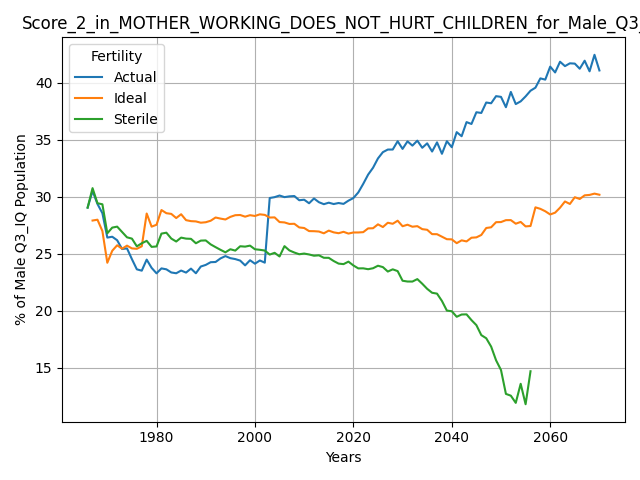 Score_2_in_MOTHER_WORKING_DOES_NOT_HURT_CHILDREN_for_Male_Q3_
Fertility
Actual
Ideal
Sterile
% of Male Q3_IQ Population
40
35
30
25
20
15
1980
2000
2020
2040
2060
Years